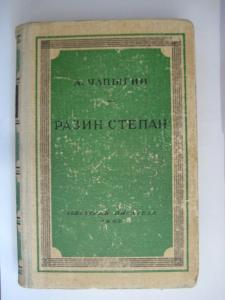 А. ЧАПЫГИН
РАЗИН СТЕПАН
СОВЕТСКИЙ ПИСАТЕЛЬ